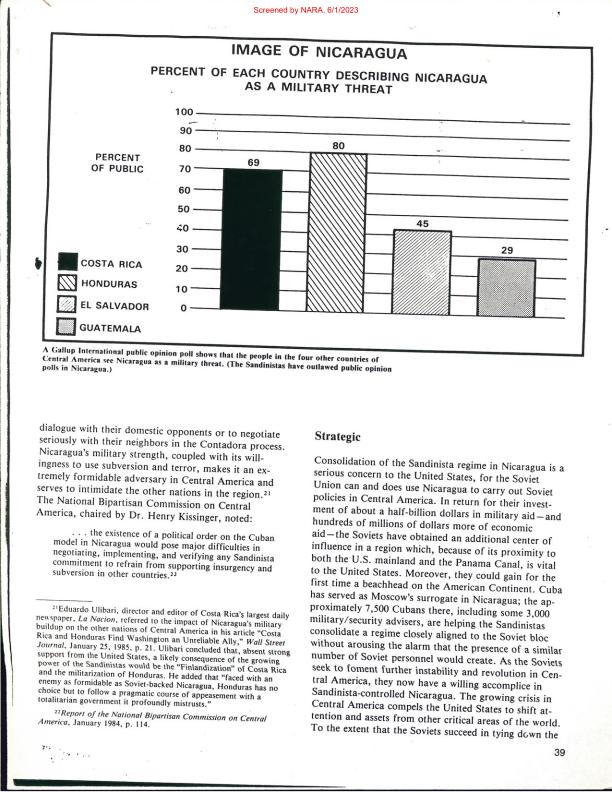 Screened by NARA, 6/1/2023
IMAGE OF NICARAGUA
PERCENT OF EACH COUNTRY DESCRIBING NICARAGUA
AS A MILITARY THREAT
PERCENT
OF PUBLIC
100
90
80
70
60
50
40
30
20
10
0
69
80
45
29
COSTA RICA
HONDURAS
EL SALVADOR
GUATEMALA
A Gallup International public opinion poll shows that the people in the four other countries of
Central America see Nicaragua as a military threat. (The Sandinistas have outlawed public opinion
polls in Nicaragua.)
dialogue with their domestic opponents or to negotiate
seriously with their neighbors in the Contadora process.
Nicaragua's military strength, coupled with its will-
ingness to use subversion and terror, makes it an ex-
tremely formidable adversary in Central America and
serves to intimidate the other nations in the region.²¹
The National Bipartisan Commission on Central
America, chaired by Dr. Henry Kissinger, noted:
. . . the existence of a political order on the Cuban
model in Nicaragua would pose major difficulties in
negotiating, implementing, and verifying any Sandinista
commitment to refrain from supporting insurgency and
subversion in other countries.²²
²¹Eduardo Ulibari, director and editor of Costa Rica's largest daily
newspaper, La Nacion, referred to the impact of Nicaragua's military
buildup on the other nations of Central America in his article "Costa
Rica and Honduras Find Washington an Unreliable Ally," Wall Street
Journal, January 25, 1985, p. 21. Ulibari concluded that, absent strong
support from the United States, a likely consequence of the growing
power of the Sandinistas would be the "Finlandization" of Costa Rica
and the militarization of Honduras. He added that "faced with an
enemy as formidable as Soviet-backed Nicaragua, Honduras has no
choice but to follow a pragmatic course of appeasement with a
totalitarian government it profoundly mistrusts."
²²Report of the National Bipartisan Commission on Central
America, January 1984, p. 114.
Strategic
Consolidation of the Sandinista regime in Nicaragua is a
serious concern to the United States, for the Soviet
Union can and does use Nicaragua to carry out Soviet
policies in Central America. In return for their invest-
ment of about a half-billion dollars in military aid—and
hundreds of millions of dollars more of economic
aid—the Soviets have obtained an additional center of
influence in a region which, because of its proximity to
both the U.S. mainland and the Panama Canal, is vital
to the United States. Moreover, they could gain for the
first time a beachhead on the American Continent. Cuba
has served as Moscow's surrogate in Nicaragua; the ap-
proximately 7,500 Cubans there, including some 3,000
military/security advisers, are helping the Sandinistas
consolidate a regime closely aligned to the Soviet bloc
without arousing the alarm that the presence of a similar
number of Soviet personnel would create. As the Soviets
seek to foment further instability and revolution in Cen-
tral America, they now have a willing accomplice in
Sandinista-controlled Nicaragua. The growing crisis in
Central America compels the United States to shift at-
tention and assets from other critical areas of the world.
To the extent that the Soviets succeed in tying down the
39